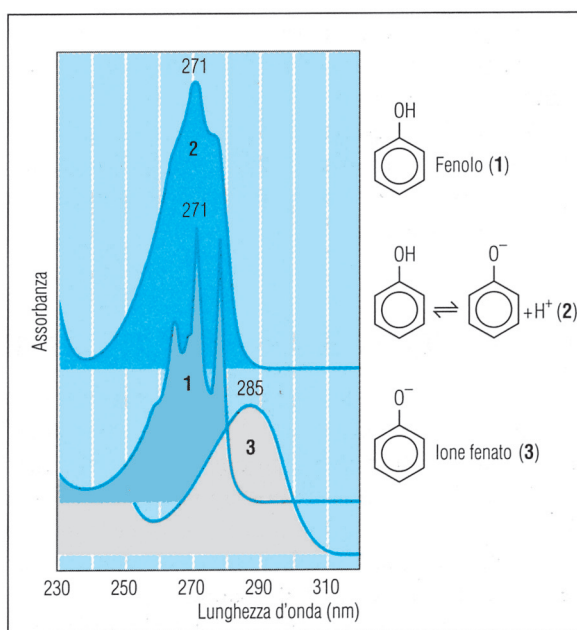 271
2
271
1
285
3
Assorbanza
230 250 270 290 310
Lunghezza d'onda (nm)
OH
Fenolo (1)
OH O⁻
⇌ +H⁺ (2)
O⁻
Ione fenato (3)